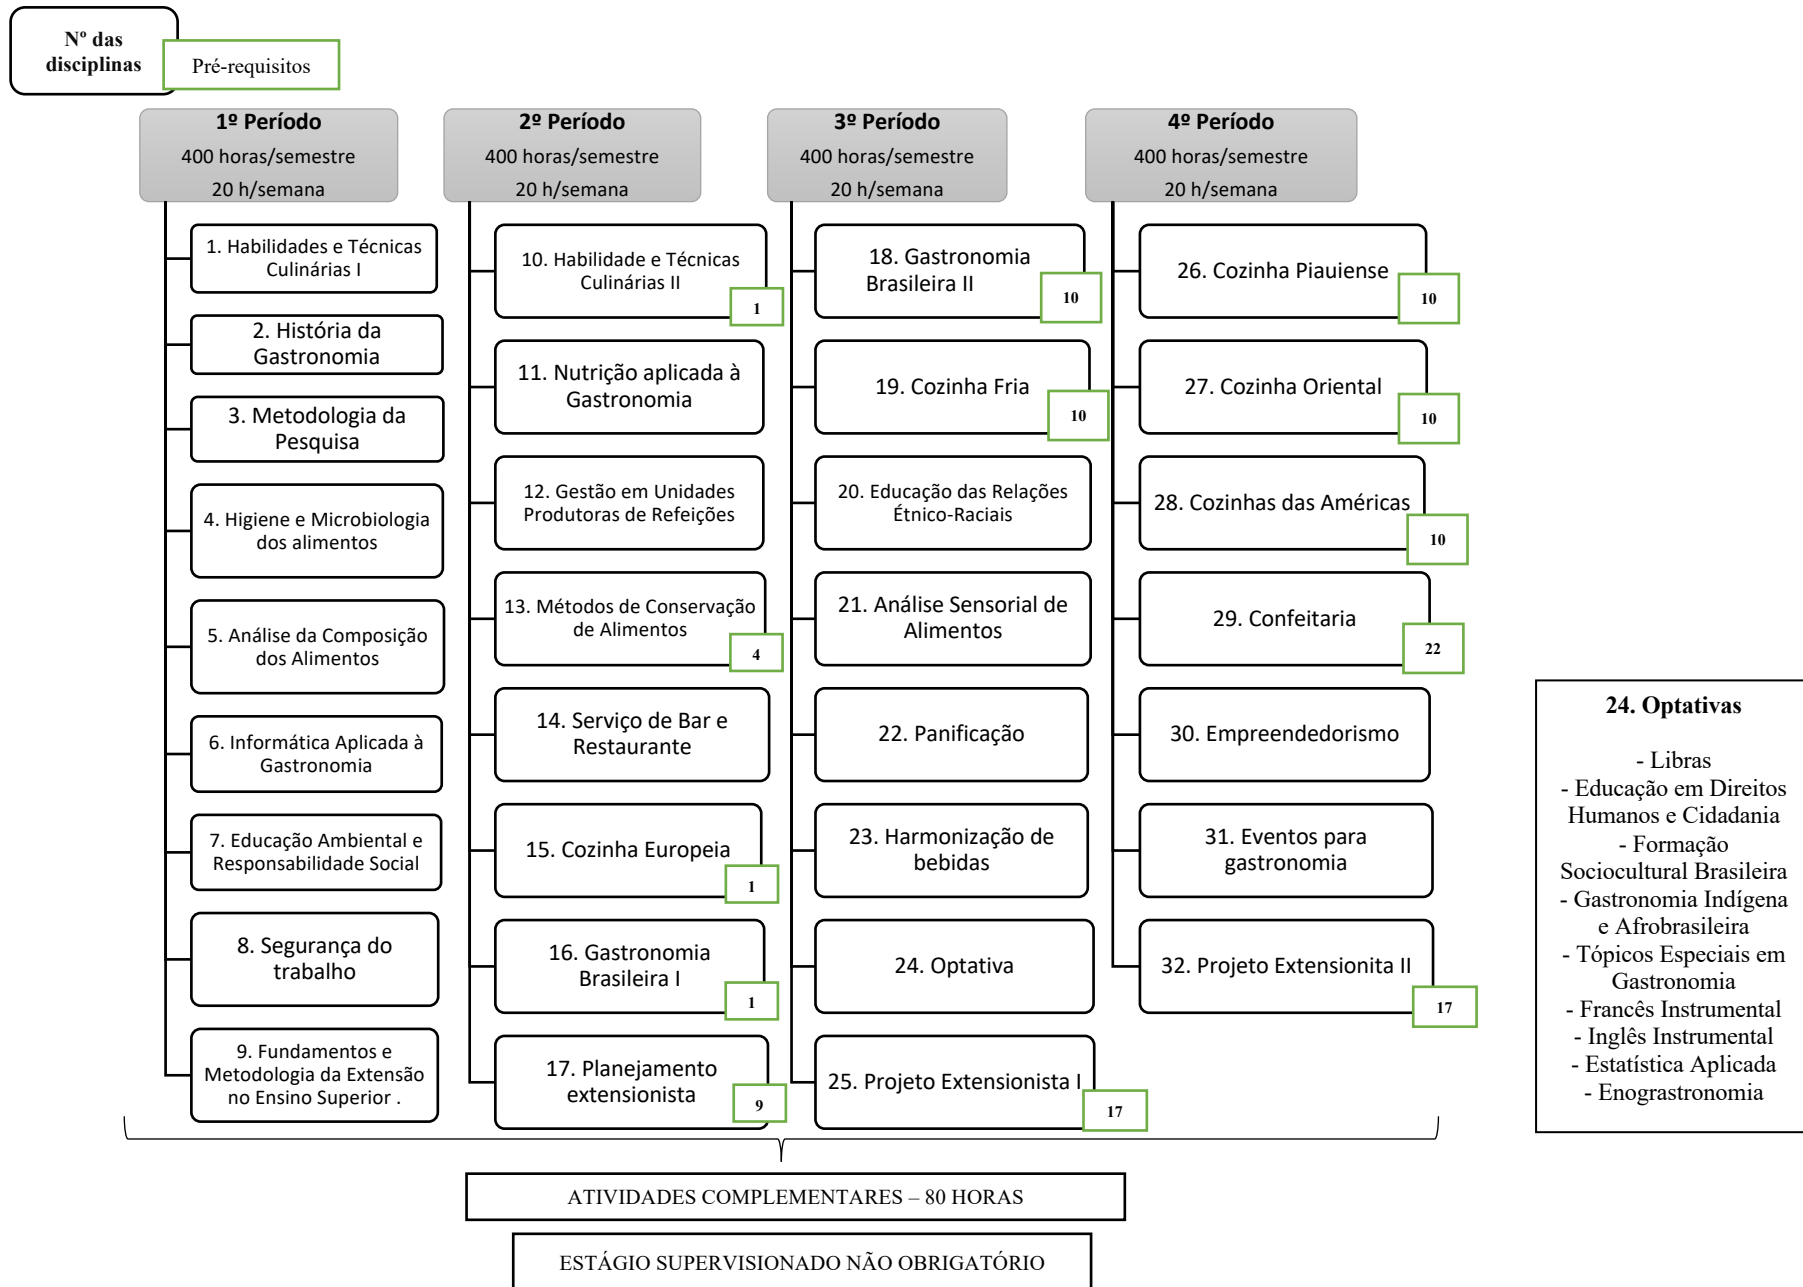 Nº das
disciplinas
Pré-requisitos
1º Período
400 horas/semestre
20 h/semana
1. Habilidades e Técnicas
Culinárias I
2. História da
Gastronomia
3. Metodologia da
Pesquisa
4. Higiene e Microbiologia
dos alimentos
5. Análise da Composição
dos Alimentos
6. Informática Aplicada à
Gastronomia
7. Educação Ambiental e
Responsabilidade Social
8. Segurança do
trabalho
9. Fundamentos e
Metodologia da Extensão
no Ensino Superior .
2º Período
400 horas/semestre
20 h/semana
10. Habilidade e Técnicas
Culinárias II
1
11. Nutrição aplicada à
Gastronomia
12. Gestão em Unidades
Produtoras de Refeições
13. Métodos de Conservação
de Alimentos
4
14. Serviço de Bar e
Restaurante
15. Cozinha Europeia
1
16. Gastronomia
Brasileira I
1
17. Planejamento
extensionista
9
3º Período
400 horas/semestre
20 h/semana
18. Gastronomia
Brasileira II
10
19. Cozinha Fria
10
20. Educação das Relações
Étnico-Raciais
21. Análise Sensorial de
Alimentos
22. Panificação
23. Harmonização de
bebidas
24. Optativa
25. Projeto Extensionista I
17
4º Período
400 horas/semestre
20 h/semana
26. Cozinha Piauiense
10
27. Cozinha Oriental
10
28. Cozinhas das Américas
10
29. Confeitaria
22
30. Empreendedorismo
31. Eventos para
gastronomia
32. Projeto Extensionita II
17
24. Optativas
- Libras
- Educação em Direitos
Humanos e Cidadania
- Formação
Sociocultural Brasileira
- Gastronomia Indígena
e Afrobrasileira
- Tópicos Especiais em
Gastronomia
- Francês Instrumental
- Inglês Instrumental
- Estatística Aplicada
- Enograstronomia
ATIVIDADES COMPLEMENTARES – 80 HORAS
ESTÁGIO SUPERVISIONADO NÃO OBRIGATÓRIO